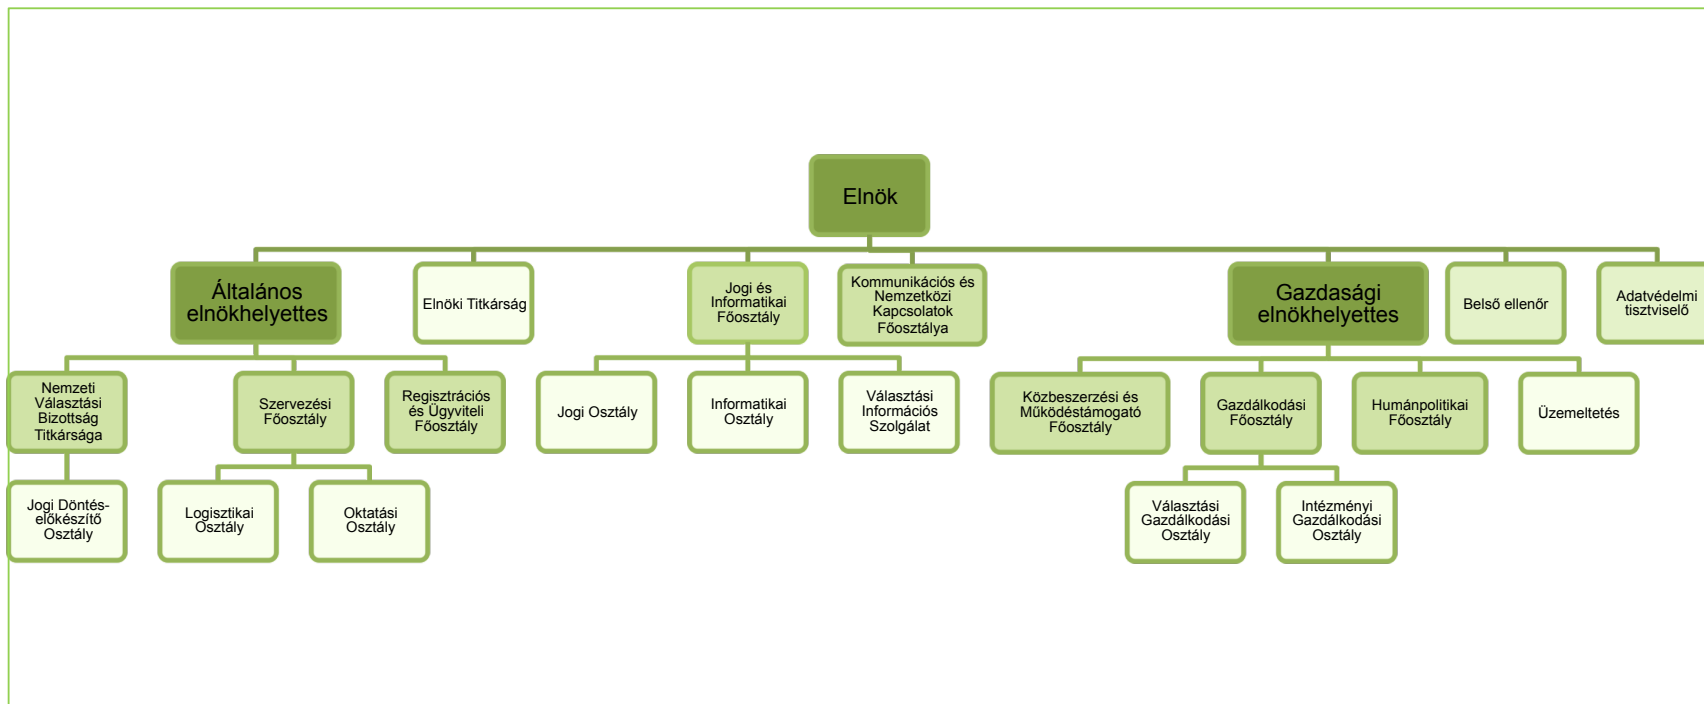 Elnök
Általános
elnökhelyettes
Elnöki Titkárság
Jogi és
Informatikai
Főosztály
Kommunikációs és
Nemzetközi
Kapcsolatok
Főosztálya
Gazdasági
elnökhelyettes
Belső ellenőr
Adatvédelmi
tisztviselő
Nemzeti
Választási
Bizottság
Titkársága
Szervezési
Főosztály
Regisztrációs
és Ügyviteli
Főosztály
Jogi Osztály
Informatikai
Osztály
Választási
Információs
Szolgálat
Közbeszerzési és
Működéstámogató
Főosztály
Gazdálkodási
Főosztály
Humánpolitikai
Főosztály
Üzemeltetés
Jogi Döntés-
előkészítő
Osztály
Logisztikai
Osztály
Oktatási
Osztály
Választási
Gazdálkodási
Osztály
Intézményi
Gazdálkodási
Osztály